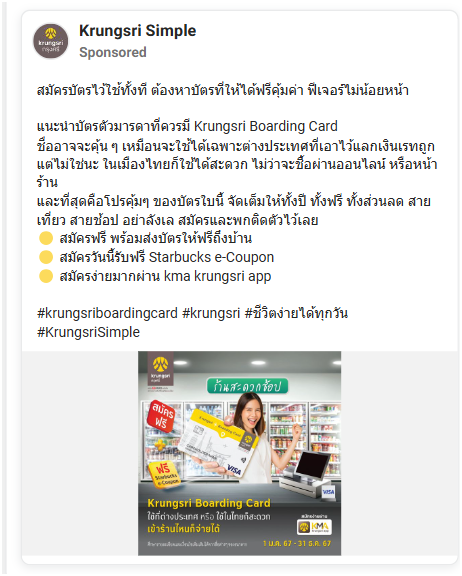 krungsri
กรุงศรี
Krungsri Simple
Sponsored
สมัครบัตรไว้ใช้ทั้งที ต้องหาบัตรที่ให้ได้ฟรีคุ้มค่า ฟีเจอร์ไม่น้อยหน้า
แนะนำบัตรตัวมารดาที่ควรมี Krungsri Boarding Card
ชื่ออาจจะคุ้น ๆ เหมือนจะใช้ได้เฉพาะต่างประเทศที่เอาไว้แลกเงินเรทถูก
แต่ไม่ใช่นะ ในเมืองไทยก็ใช้ได้สะดวก ไม่ว่าจะซื้อผ่านออนไลน์ หรือหน้า
ร้าน
และที่สุดคือโปรคุ้มๆ ของบัตรใบนี้ จัดเต็มให้ทั้งปี ทั้งฟรี ทั้งส่วนลด สาย
เที่ยว สายช้อป อย่าลังเล สมัครและพกติดตัวไว้เลย
สมัครฟรี พร้อมส่งบัตรให้ฟรีถึงบ้าน
สมัครวันนี้รับฟรี Starbucks e-Coupon
สมัครง่ายมากผ่าน kma krungsri app
#krungsriboardingcard #krungsri #ชีวิตง่ายได้ทุกวัน
#KrungsriSimple
krungsri
กรุงศรี
ร้านสะดวกช้อป
สมัคร
ฟรี
VISA
ฟรี
Starbucks
e-Coupon
VISA
Krungsri Boarding Card
ใช้ที่ต่างประเทศ หรือ ใช้ในไทยก็สะดวก
เข้าร้านไหนก็จ่ายได้
สมัครผ่าน
KMA
1 ม.ค. 67 - 31 ธ.ค. 67